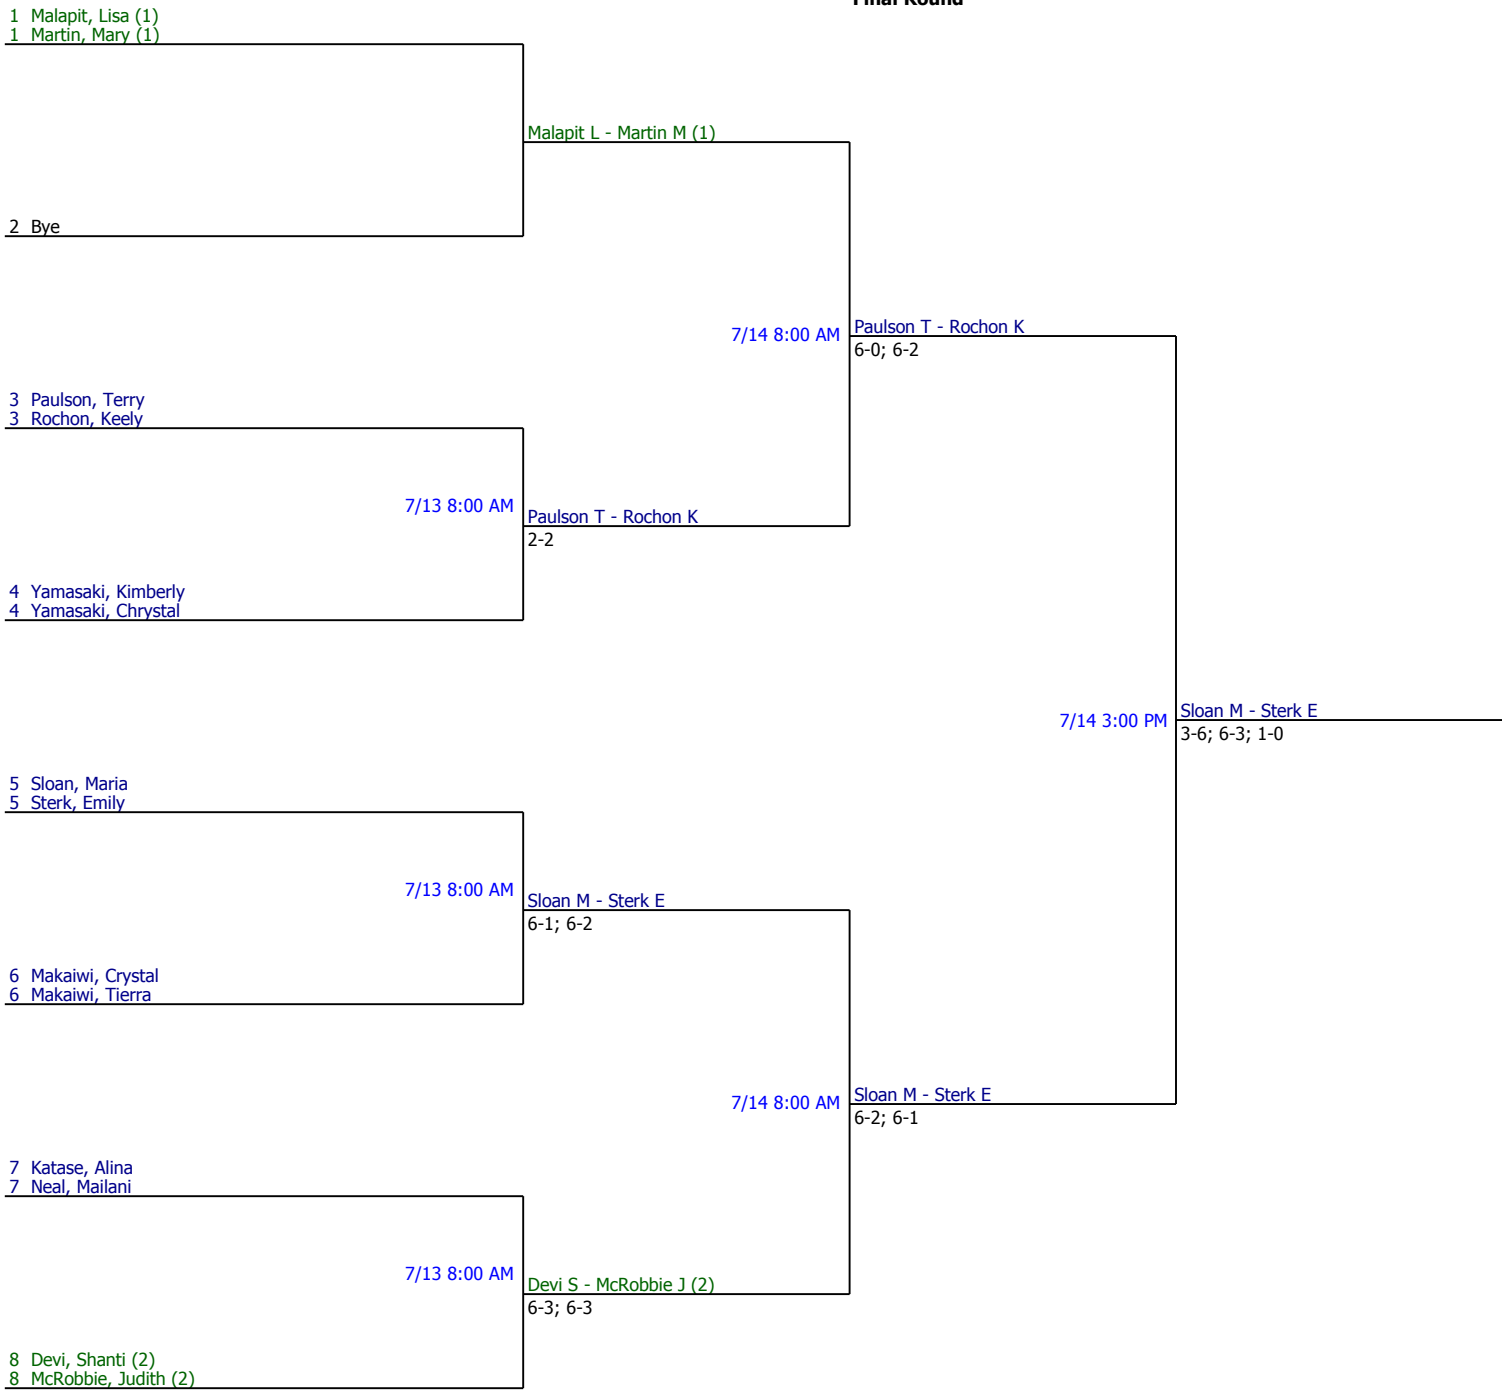 Final Round
1 Malapit, Lisa (1)
1 Martin, Mary (1)
Malapit L - Martin M (1)
2 Bye
7/14 8:00 AM
Paulson T - Rochon K
6-0; 6-2
3 Paulson, Terry
3 Rochon, Keely
7/13 8:00 AM
Paulson T - Rochon K
2-2
4 Yamasaki, Kimberly
4 Yamasaki, Chrystal
7/14 3:00 PM
Sloan M - Sterk E
3-6; 6-3; 1-0
5 Sloan, Maria
5 Sterk, Emily
7/13 8:00 AM
Sloan M - Sterk E
6-1; 6-2
6 Makaiwi, Crystal
6 Makaiwi, Tierra
7/14 8:00 AM
Sloan M - Sterk E
6-2; 6-1
7 Katase, Alina
7 Neal, Mailani
7/13 8:00 AM
Devi S - McRobbie J (2)
6-3; 6-3
8 Devi, Shanti (2)
8 McRobbie, Judith (2)